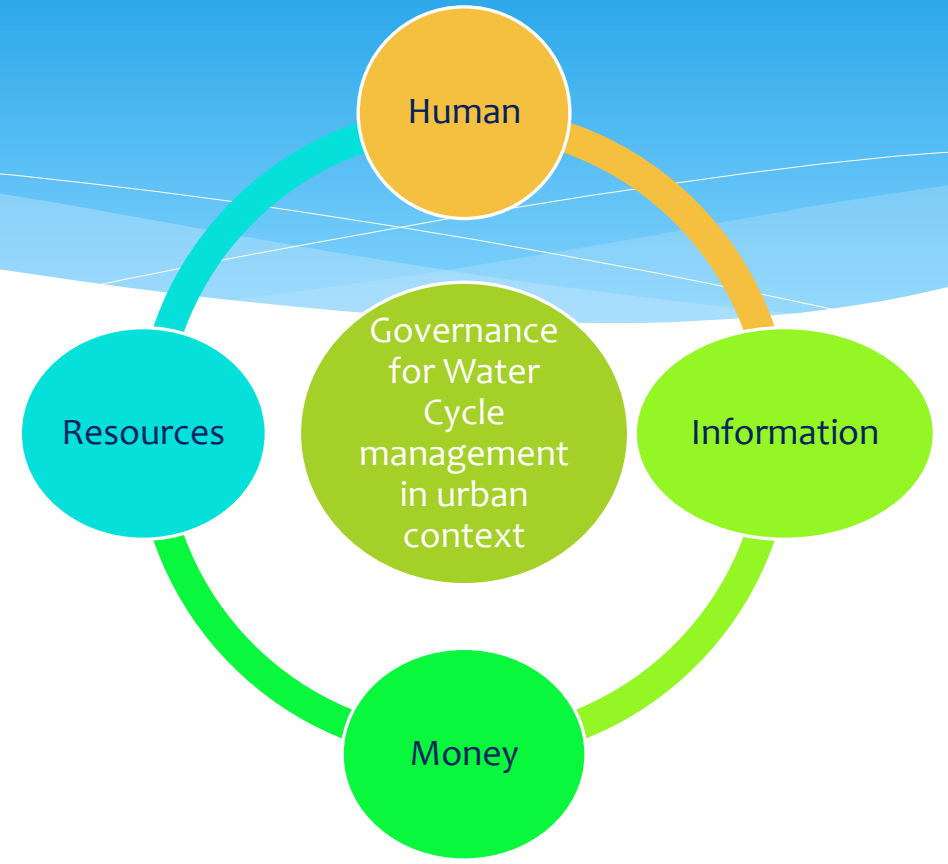 Human
Governance
for Water
Cycle
management
in urban
context
Resources
Information
Money